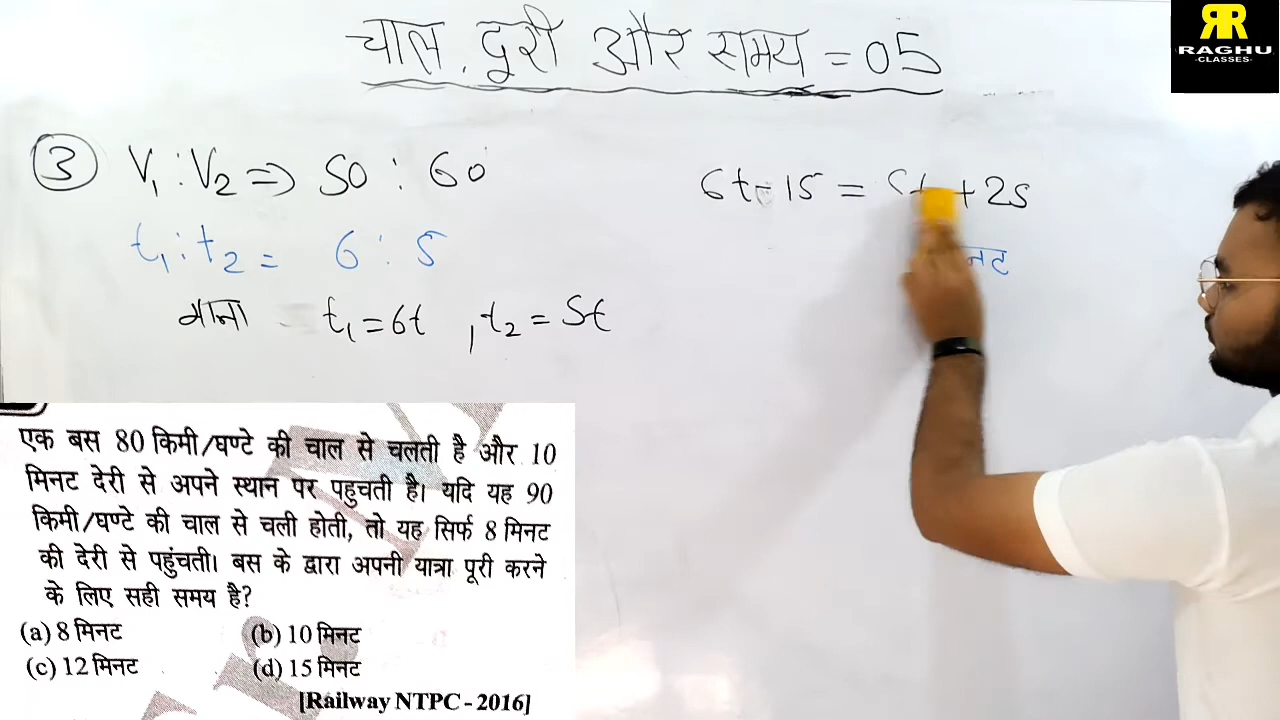 चाल, दूरी और समय = 05
RAGHU
-CLASSES-
3 V₁ : V₂ => 50 : 60
6t-15 = 5t + 25
t₁ : t₂ = 6 : 5
नट
माना t₁ = 6t , t₂ = 5t
एक बस 80 किमी/घण्टे की चाल से चलती है और 10
मिनट देरी से अपने स्थान पर पहुचती है। यदि यह 90
किमी/घण्टे की चाल से चली होती, तो यह सिर्फ 8 मिनट
की देरी से पहुंचती। बस के द्वारा अपनी यात्रा पूरी करने
के लिए सही समय है?
(a) 8 मिनट (b) 10 मिनट
(c) 12 मिनट (d) 15 मिनट
[Railway NTPC - 2016]